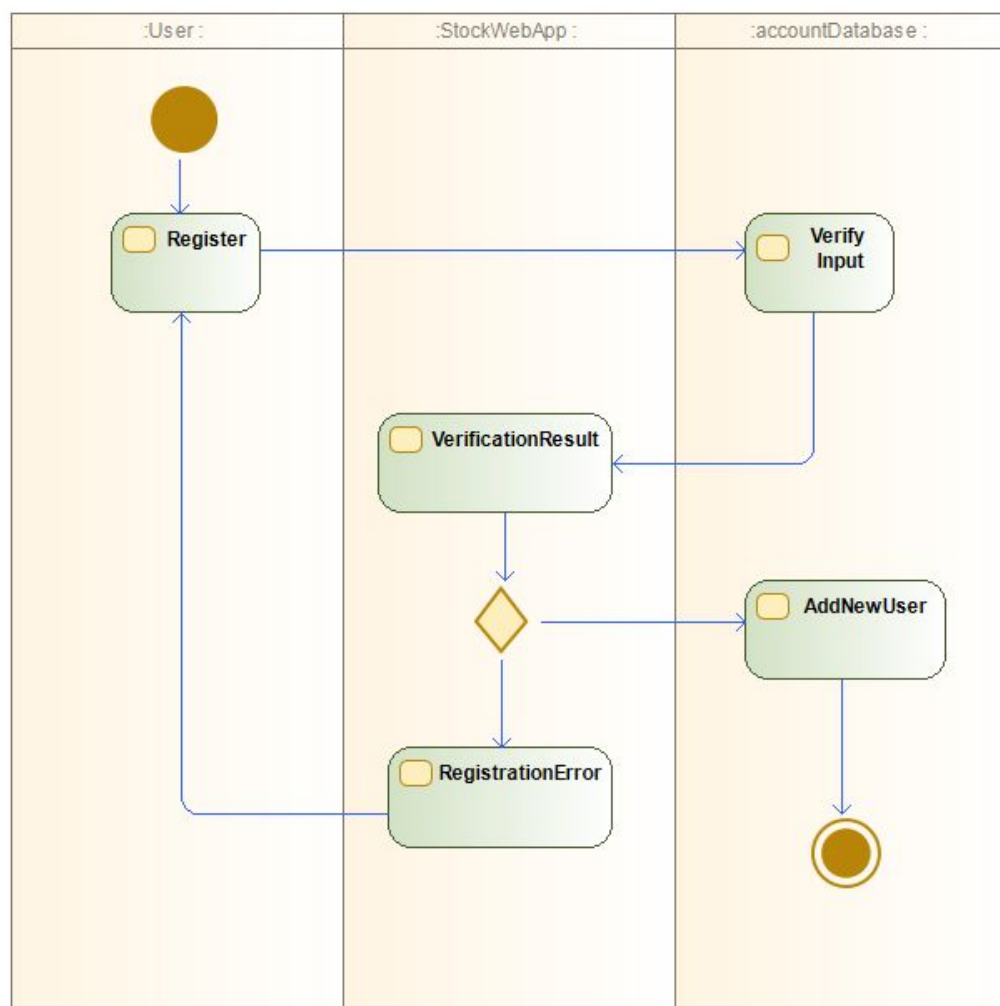 :User :
:StockWebApp :
:accountDatabase :
Register
Verify
Input
VerificationResult
AddNewUser
RegistrationError